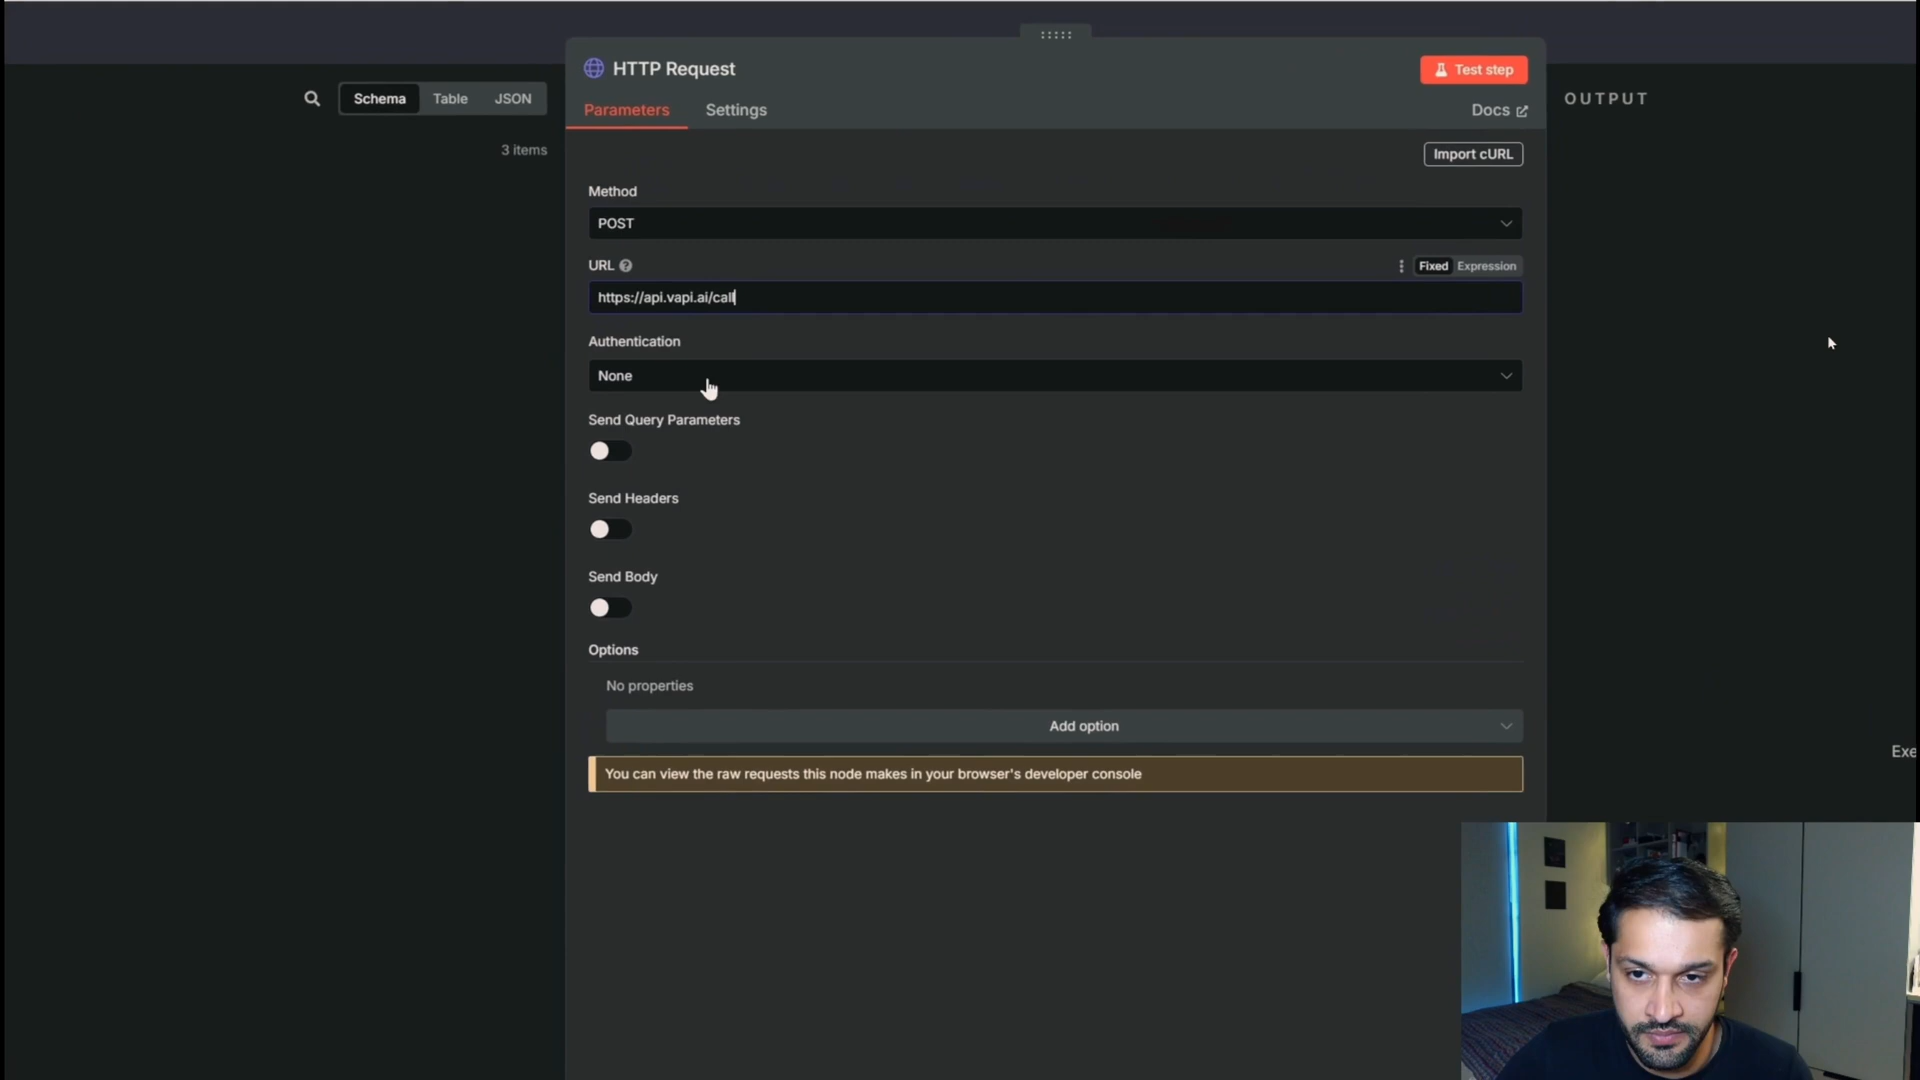 HTTP Request
Test step
Schema
Table
JSON
Parameters
Settings
Docs
OUTPUT
3 items
Import cURL
Method
POST
URL
Fixed
Expression
https://api.vapi.ai/call
Authentication
None
Send Query Parameters
Send Headers
Send Body
Options
No properties
Add option
Exe
You can view the raw requests this node makes in your browser's developer console